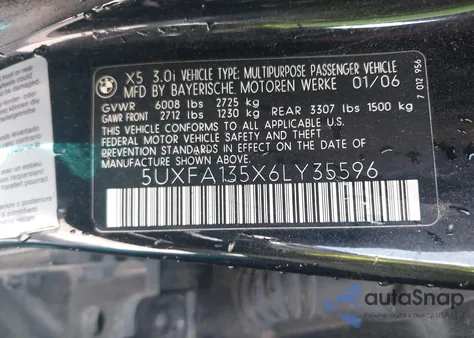 X5 3.0i VEHICLE TYPE: MULTIPURPOSE PASSENGER VEHICLE
MFD BY BAYERISCHE MOTOREN WERKE 01/06
GVWR 6008 lbs 2725 kg
GAWR FRONT 2712 lbs 1230 kg REAR 3307 lbs 1500 kg
THIS VEHICLE CONFORMS TO ALL APPLICABLE
FEDERAL MOTOR VEHICLE SAFETY AND THEFT
PREVENTION STANDARDS IN EFFECT ON THE DATE
OF MANUFACTURE SHOWN ABOVE
5UXFA135X6LY35596
7 012 956
autoSnap